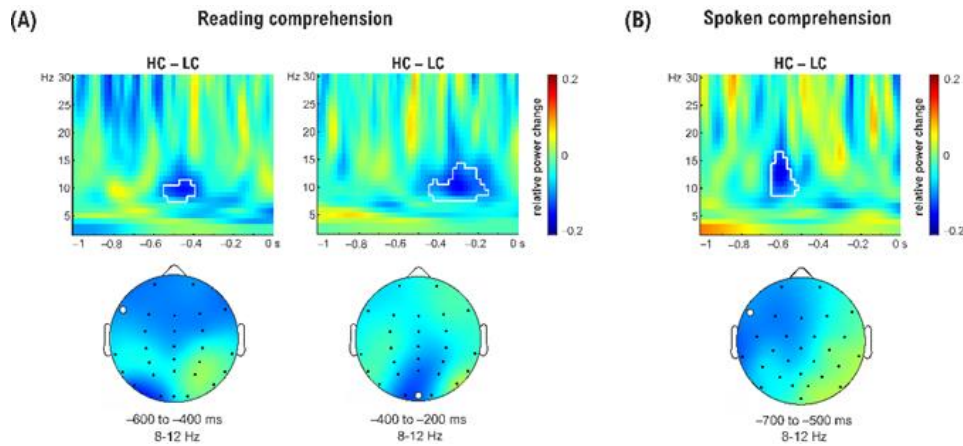 (A) Reading comprehension
HC – LC
Hz 30
25
20
15
10
5
−1 −0.8 −0.6 −0.4 −0.2 0 s
HC – LC
Hz 30
25
20
15
10
5
−1 −0.8 −0.6 −0.4 −0.2 0 s
0.2
0
−0.2
relative power change
−600 to −400 ms
8-12 Hz
−400 to −200 ms
8-12 Hz
(B) Spoken comprehension
HC – LC
Hz 30
25
20
15
10
5
−1 −0.8 −0.6 −0.4 −0.2 0 s
0.2
0
−0.2
relative power change
−700 to −500 ms
8-12 Hz